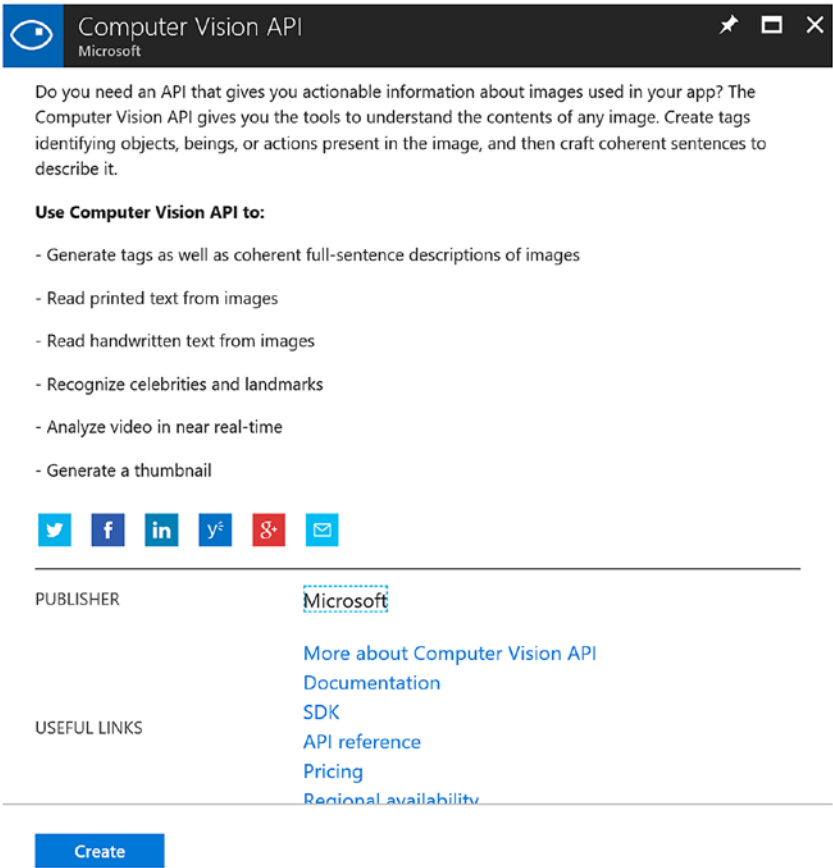 Computer Vision API
Microsoft
Do you need an API that gives you actionable information about images used in your app? The
Computer Vision API gives you the tools to understand the contents of any image. Create tags
identifying objects, beings, or actions present in the image, and then craft coherent sentences to
describe it.
Use Computer Vision API to:
- Generate tags as well as coherent full-sentence descriptions of images
- Read printed text from images
- Read handwritten text from images
- Recognize celebrities and landmarks
- Analyze video in near real-time
- Generate a thumbnail
f in y g+
PUBLISHER Microsoft
More about Computer Vision API
Documentation
SDK
USEFUL LINKS
API reference
Pricing
Regional availability
Create